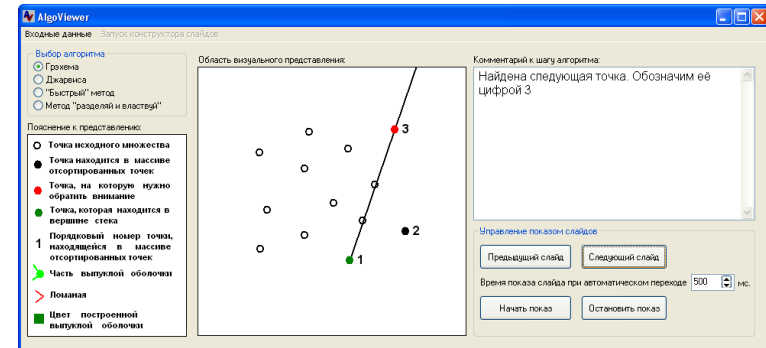 AlgoViewer
Входные данные Запуск конструктора слайдов
Выбор алгоритма
Грэхема
Джарвиса
"Быстрый" метод
Метод "разделяй и властвуй"
Пояснение к представлению:
Точка исходного множества
Точка находится в массиве
отсортированных точек
Точка, на которую нужно
обратить внимание
Точка, которая находится в
вершине стека
1 Порядковый номер точки,
находящейся в массиве
отсортированных точек
Часть выпуклой оболочки
Ломаная
Цвет построенной
выпуклой оболочки
Область визуального представления:
3
2
1
Комментарий к шагу алгоритма:
Найдена следующая точка. Обозначим её
цифрой 3
Управление показом слайдов
Предыдущий слайд Следующий слайд
Время показа слайда при автоматическом переходе 500 мс.
Начать показ Остановить показ